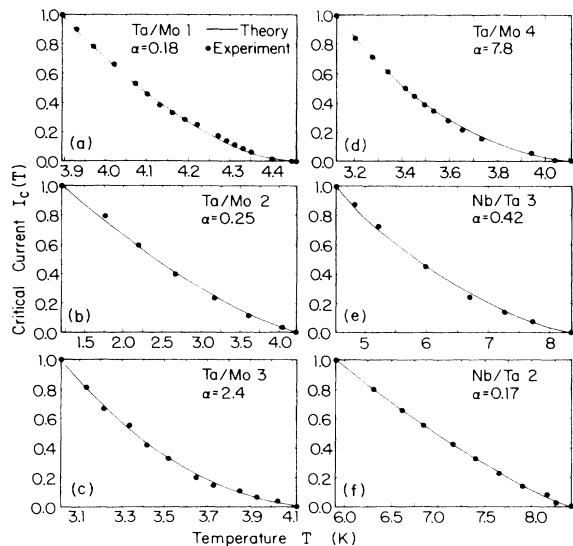 Critical Current I_C(T)
1.0
0.8
0.6
0.4
0.2
0.0
Ta/Mo 1
α=0.18
— Theory
• Experiment
(a)
3.9 4.0 4.1 4.2 4.3 4.4
1.0
0.8
0.6
0.4
0.2
0.0
Ta/Mo 4
α=7.8
(d)
3.2 3.4 3.6 3.8 4.0
1.0
0.8
0.6
0.4
0.2
0.0
Ta/Mo 2
α=0.25
(b)
1.5 2.0 2.5 3.0 3.5 4.0
1.0
0.8
0.6
0.4
0.2
0.0
Nb/Ta 3
α=0.42
(e)
5 6 7 8
1.0
0.8
0.6
0.4
0.2
0.0
Ta/Mo 3
α=2.4
(c)
3.1 3.3 3.5 3.7 3.9 4.1
1.0
0.8
0.6
0.4
0.2
0.0
Nb/Ta 2
α=0.17
(f)
6.0 6.5 7.0 7.5 8.0
Temperature T (K)